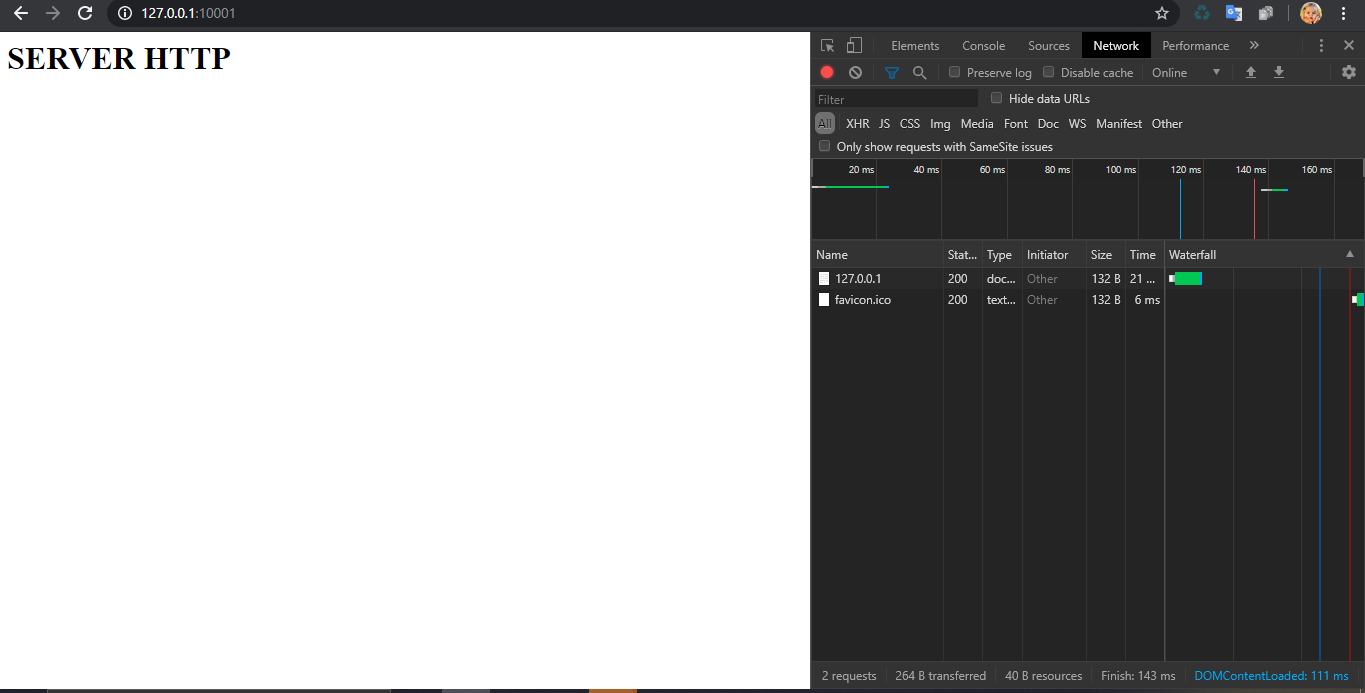 127.0.0.1:10001
SERVER HTTP
Elements Console Sources Network Performance »
Preserve log Disable cache Online
Filter Hide data URLs
All XHR JS CSS Img Media Font Doc WS Manifest Other
Only show requests with SameSite issues
20 ms 40 ms 60 ms 80 ms 100 ms 120 ms 140 ms 160 ms
Name Stat... Type Initiator Size Time Waterfall
127.0.0.1 200 doc... Other 132 B 21 ...
favicon.ico 200 text... Other 132 B 6 ms
2 requests 264 B transferred 40 B resources Finish: 143 ms DOMContentLoaded: 111 ms